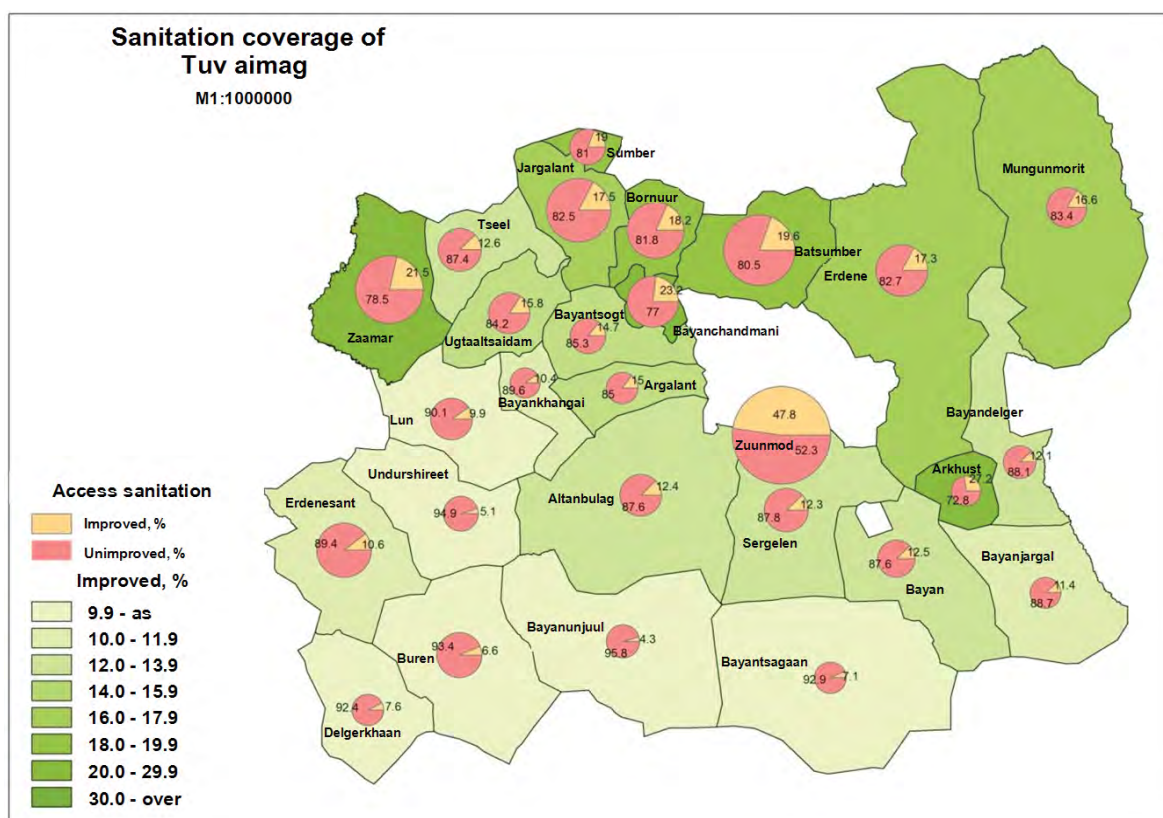 Sanitation coverage of
Tuv aimag
M1:1000000
19
81
Sumber
Jargalant
17.5
82.5
Bornuur
18.2
81.8
Mungunmorit
16.6
83.4
Tseel
12.6
87.4
19.6
80.5
Batsumber
Erdene
17.3
82.7
21.5
78.5
Zaamar
15.8
84.2
Ugtaaltsaidam
Bayantsogt
14.7
85.3
23.2
77
Bayanchandmani
10.4
89.6
Bayankhangai
15
85
Argalant
90.1
9.9
Lun
47.8
52.3
Zuunmod
Bayandelger
12.1
88.1
Arkhust
27.2
72.8
Undurshireet
94.9
5.1
Erdenesant
89.4
10.6
Altanbulag
12.4
87.6
12.3
87.8
Sergelen
12.5
87.6
Bayan
Bayanjargal
11.4
88.7
93.4
6.6
Buren
Bayanunjuul
4.3
95.8
Bayantsagaan
7.1
92.9
92.4
7.6
Delgerkhaan
Access sanitation
Improved, %
Unimproved, %
Improved, %
9.9 - as
10.0 - 11.9
12.0 - 13.9
14.0 - 15.9
16.0 - 17.9
18.0 - 19.9
20.0 - 29.9
30.0 - over